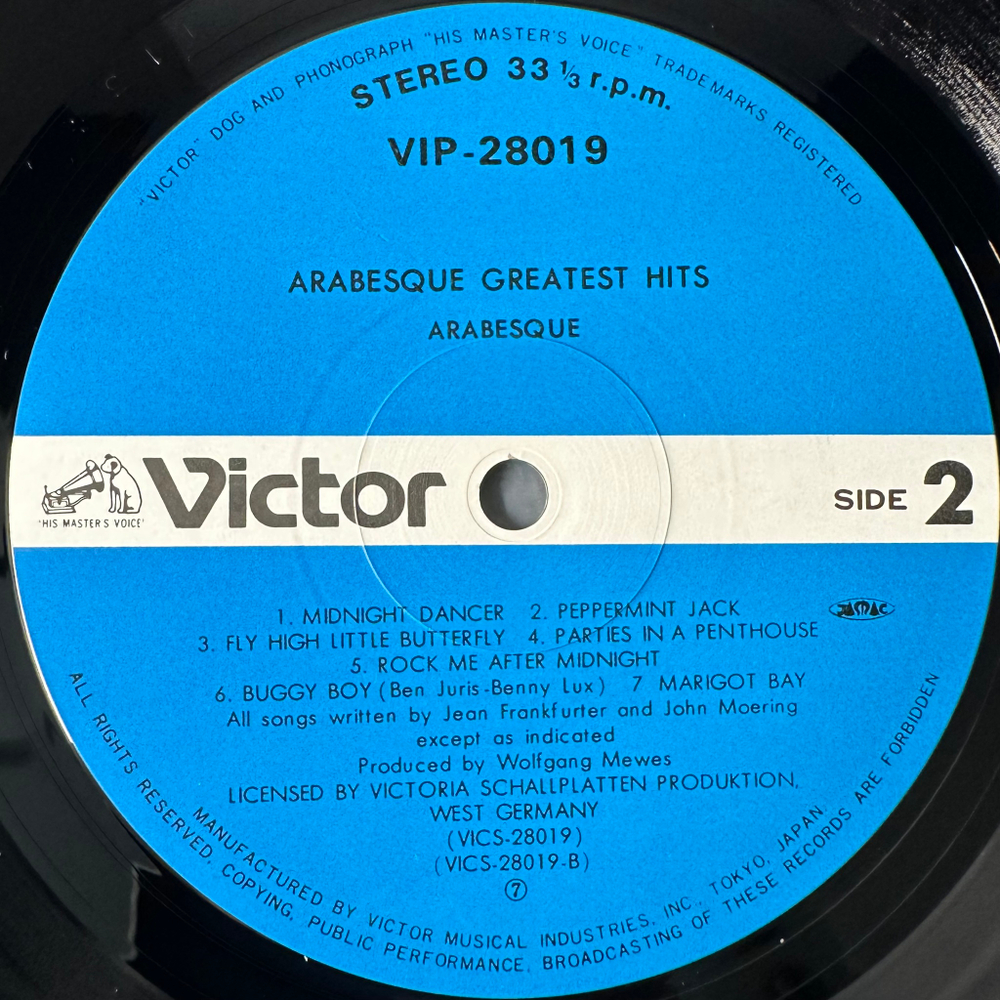 "VICTOR" DOG AND PHONOGRAPH "HIS MASTER'S VOICE" TRADEMARKS REGISTERED
STEREO 33 1/3 r.p.m.
VIP-28019
ARABESQUE GREATEST HITS
ARABESQUE
"HIS MASTER'S VOICE"
Victor
SIDE 2
1. MIDNIGHT DANCER 2. PEPPERMINT JACK
JASRAC
3. FLY HIGH LITTLE BUTTERFLY 4. PARTIES IN A PENTHOUSE
5. ROCK ME AFTER MIDNIGHT
6. BUGGY BOY (Ben Juris-Benny Lux) 7 MARIGOT BAY
All songs written by Jean Frankfurter and John Moering
except as indicated
Produced by Wolfgang Mewes
LICENSED BY VICTORIA SCHALLPLATTEN PRODUKTION,
WEST GERMANY
(VICS-28019)
(VICS-28019-B)
⑦
MANUFACTURED BY VICTOR MUSICAL INDUSTRIES, INC., TOKYO, JAPAN.
ALL RIGHTS RESERVED. COPYING, PUBLIC PERFORMANCE, BROADCASTING OF THESE RECORDS ARE FORBIDDEN